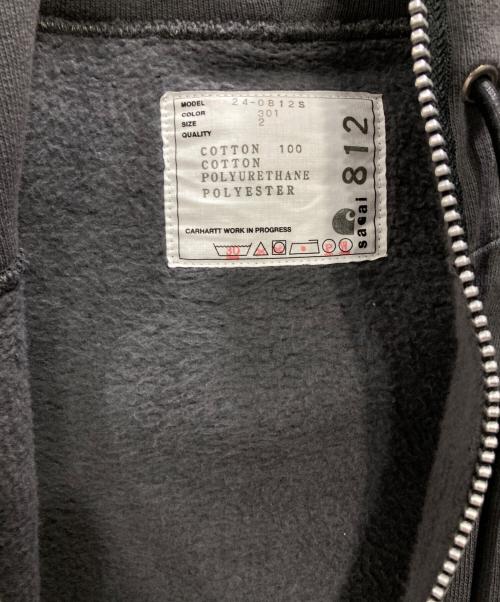 MODEL 24-0812S
COLOR 301
SIZE 2
QUALITY
COTTON 100
COTTON
POLYURETHANE
POLYESTER
CARHARTT WORK IN PROGRESS
30
P
sacai 812